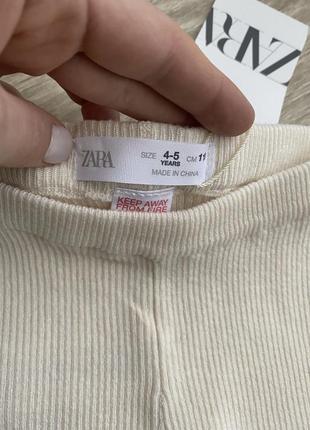 ZARA
ZARA SIZE 4-5 YEARS CM 11
MADE IN CHINA
KEEP AWAY
FROM FIRE